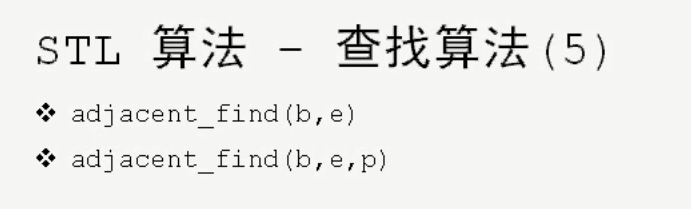 STL 算法 - 查找算法(5)
❖ adjacent_find(b,e)
❖ adjacent_find(b,e,p)